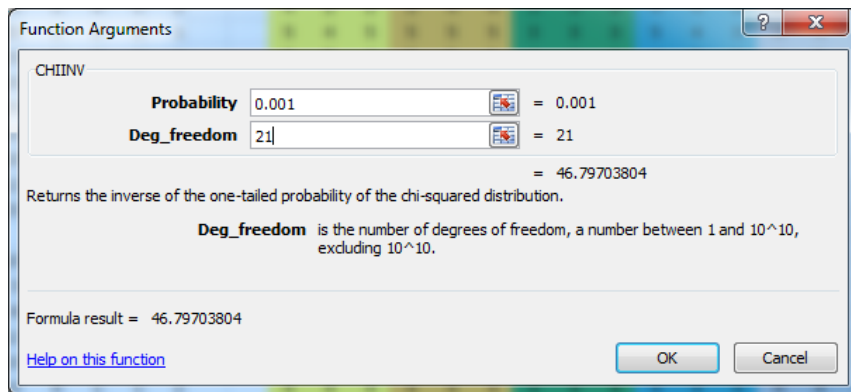 Function Arguments
?
X
CHIINV
Probability 0.001 = 0.001
Deg_freedom 21 = 21
= 46.79703804
Returns the inverse of the one-tailed probability of the chi-squared distribution.
Deg_freedom is the number of degrees of freedom, a number between 1 and 10^10,
excluding 10^10.
Formula result = 46.79703804
Help on this function
OK Cancel